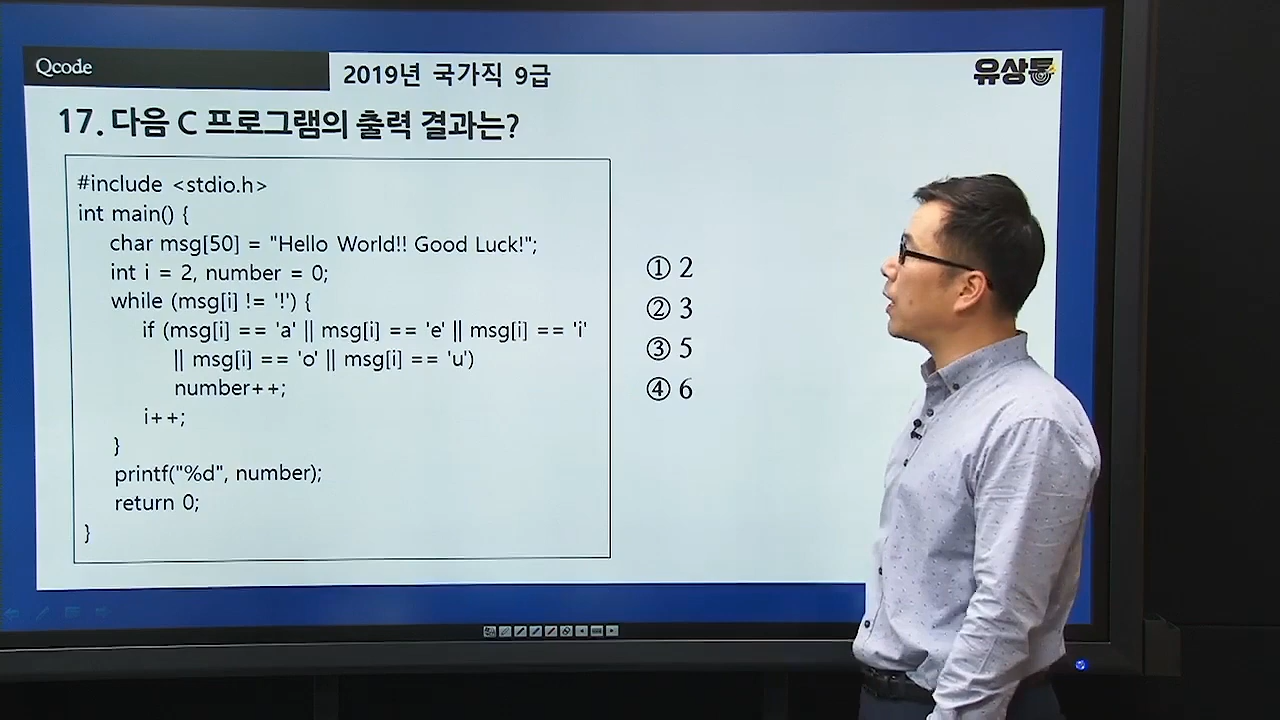 Qcode
2019년 국가직 9급
유상통
17. 다음 C 프로그램의 출력 결과는?
#include <stdio.h>
int main() {
char msg[50] = "Hello World!! Good Luck!";
int i = 2, number = 0;
while (msg[i] != '!') {
if (msg[i] == 'a' || msg[i] == 'e' || msg[i] == 'i'
|| msg[i] == 'o' || msg[i] == 'u')
number++;
i++;
}
printf("%d", number);
return 0;
}
① 2
② 3
③ 5
④ 6